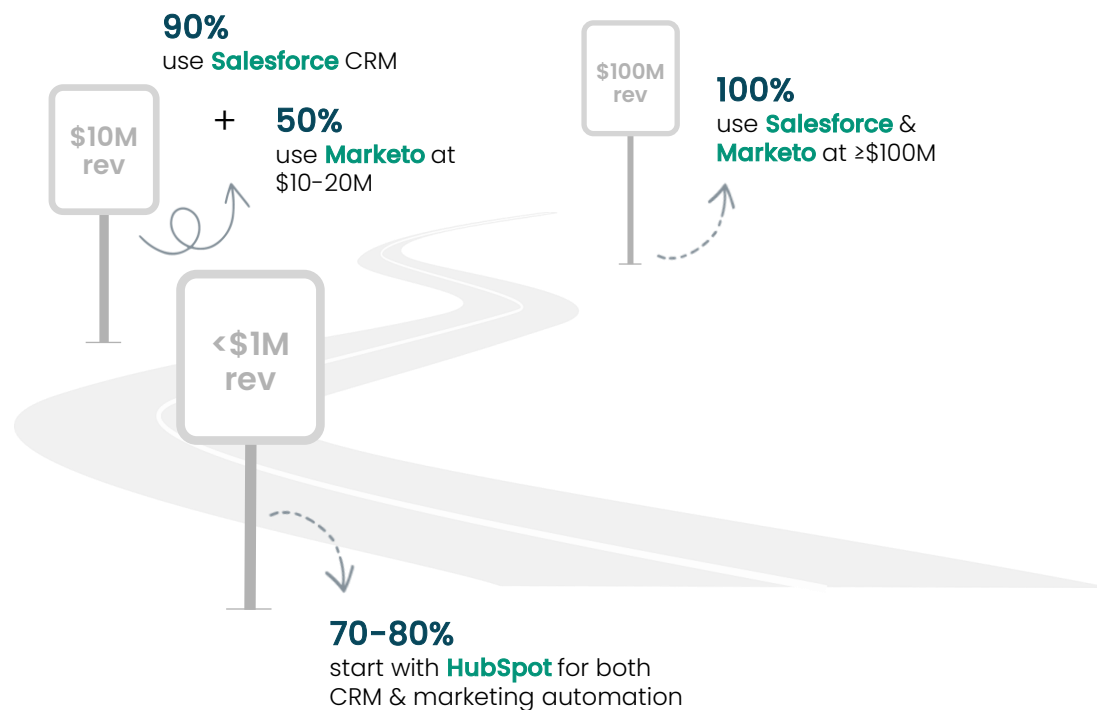 90%
use Salesforce CRM
$10M
rev
+
50%
use Marketo at
$10-20M
$100M
rev
100%
use Salesforce &
Marketo at ≥$100M
<$1M
rev
70-80%
start with HubSpot for both
CRM & marketing automation